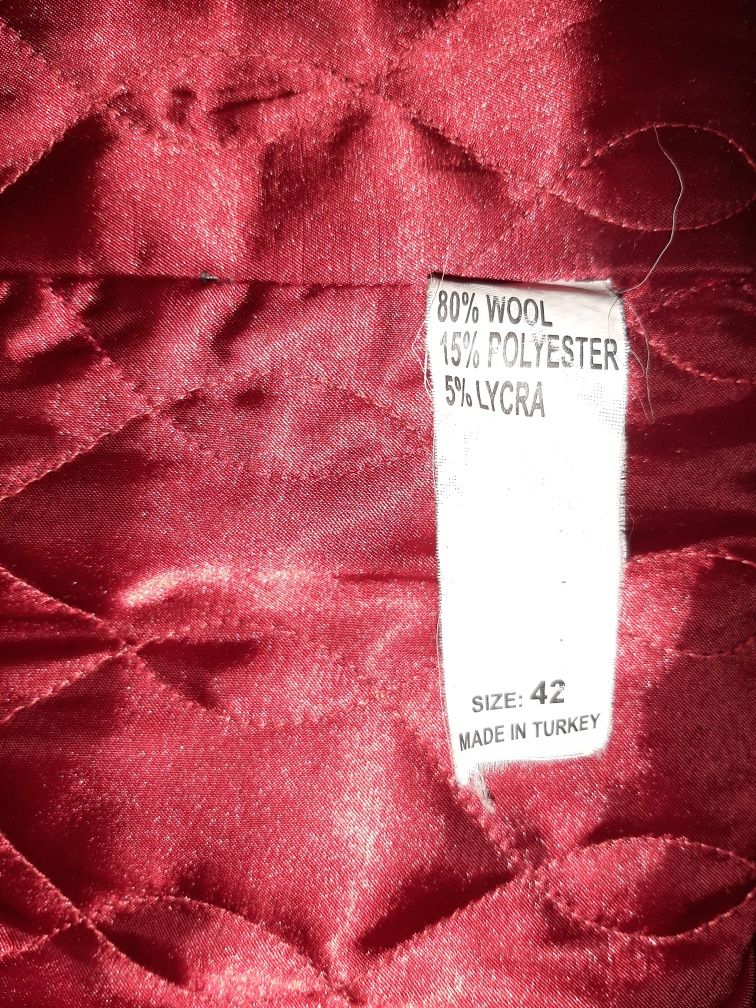 80% WOOL
15% POLYESTER
5% LYCRA
SIZE: 42
MADE IN TURKEY